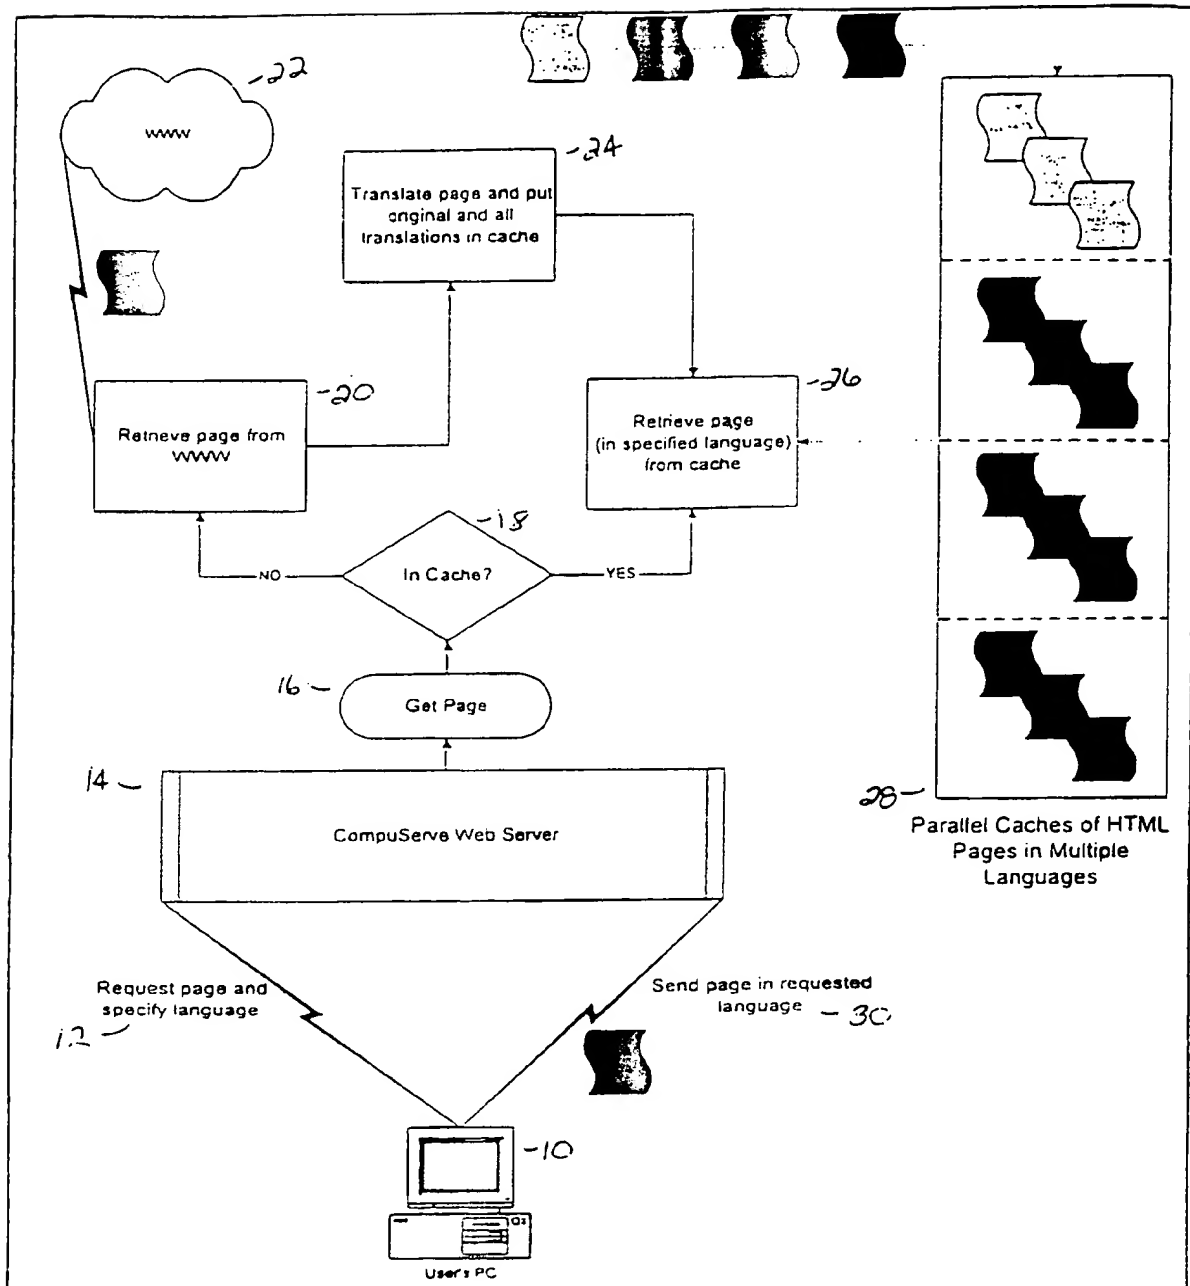 -22
WWW
-24
Translate page and put
original and all
translations in cache
-20
Retrieve page from
WWW
-26
Retrieve page
(in specified language)
from cache
-18
In Cache?
NO
YES
16 -
Get Page
14 -
CompuServe Web Server
28 -
Parallel Caches of HTML
Pages in Multiple
Languages
Request page and
specify language
12 -
Send page in requested
language
- 30
-10
User's PC